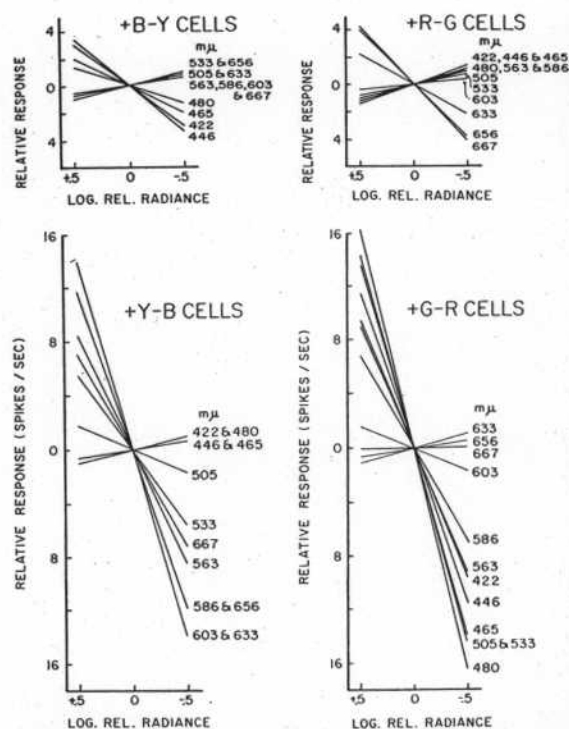 +B-Y CELLS
4
0
4
RELATIVE RESPONSE
mμ
533 & 656
505 & 633
563, 586, 603
& 667
480
465
422
446
+.5
0
-.5
LOG. REL. RADIANCE
+R-G CELLS
4
0
4
RELATIVE RESPONSE
mμ
422, 446 & 465
480, 563 & 586
505
533
603
633
656
667
+.5
0
-.5
LOG. REL. RADIANCE
+Y-B CELLS
16
8
0
8
16
RELATIVE RESPONSE (SPIKES / SEC)
mμ
422 & 480
446 & 465
505
533
667
563
586 & 656
603 & 633
+.5
0
-.5
LOG. REL. RADIANCE
+G-R CELLS
16
8
0
8
16
RELATIVE RESPONSE (SPIKES / SEC)
mμ
633
656
667
603
586
563
422
446
465
505 & 533
480
+.5
0
-.5
LOG. REL. RADIANCE